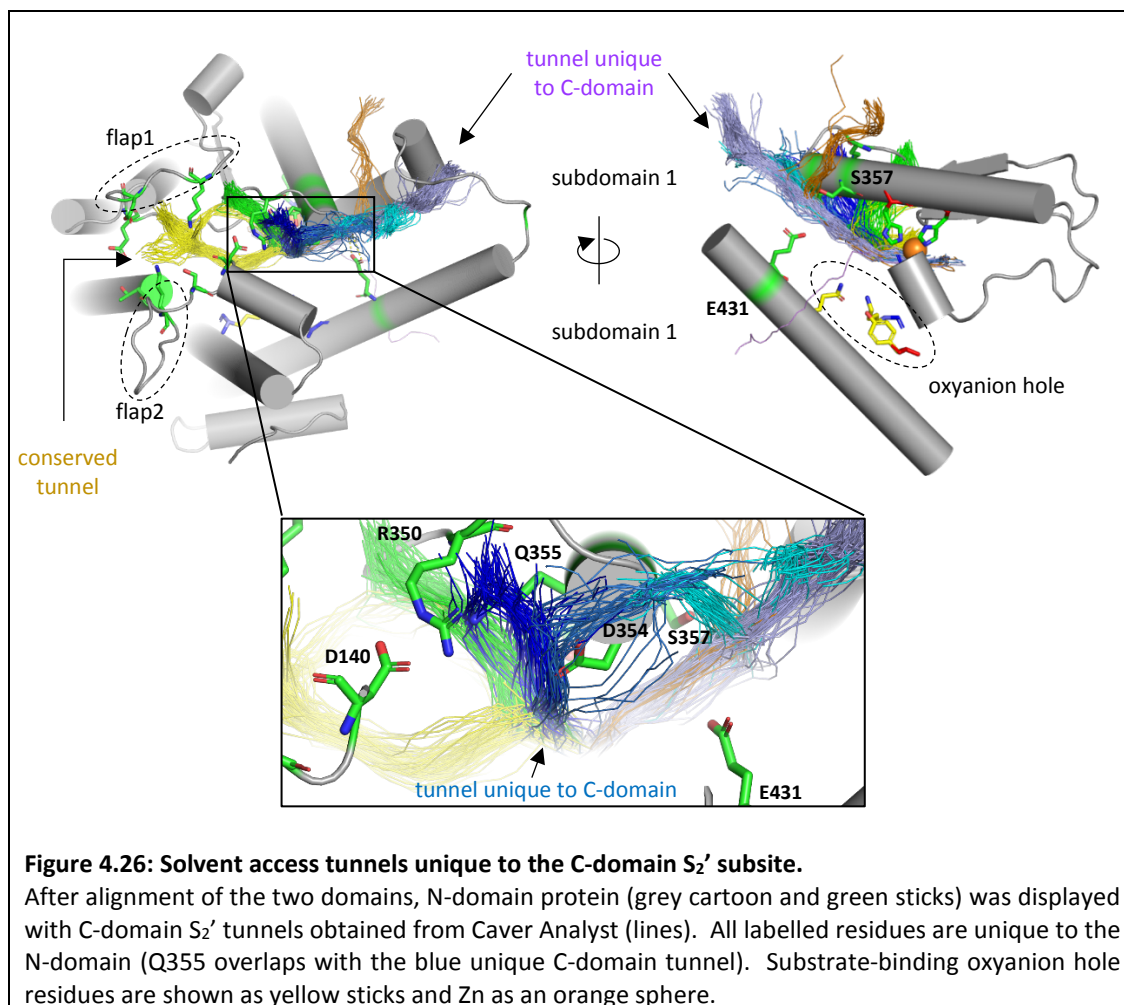 tunnel unique
to C-domain
flap1
subdomain 1
S357
subdomain 1
E431
oxyanion hole
flap2
conserved
tunnel
R350
Q355
D140
D354
S357
tunnel unique to C-domain
E431
Figure 4.26: Solvent access tunnels unique to the C-domain S₂’ subsite.
After alignment of the two domains, N-domain protein (grey cartoon and green sticks) was displayed
with C-domain S₂’ tunnels obtained from Caver Analyst (lines). All labelled residues are unique to the
N-domain (Q355 overlaps with the blue unique C-domain tunnel). Substrate-binding oxyanion hole
residues are shown as yellow sticks and Zn as an orange sphere.